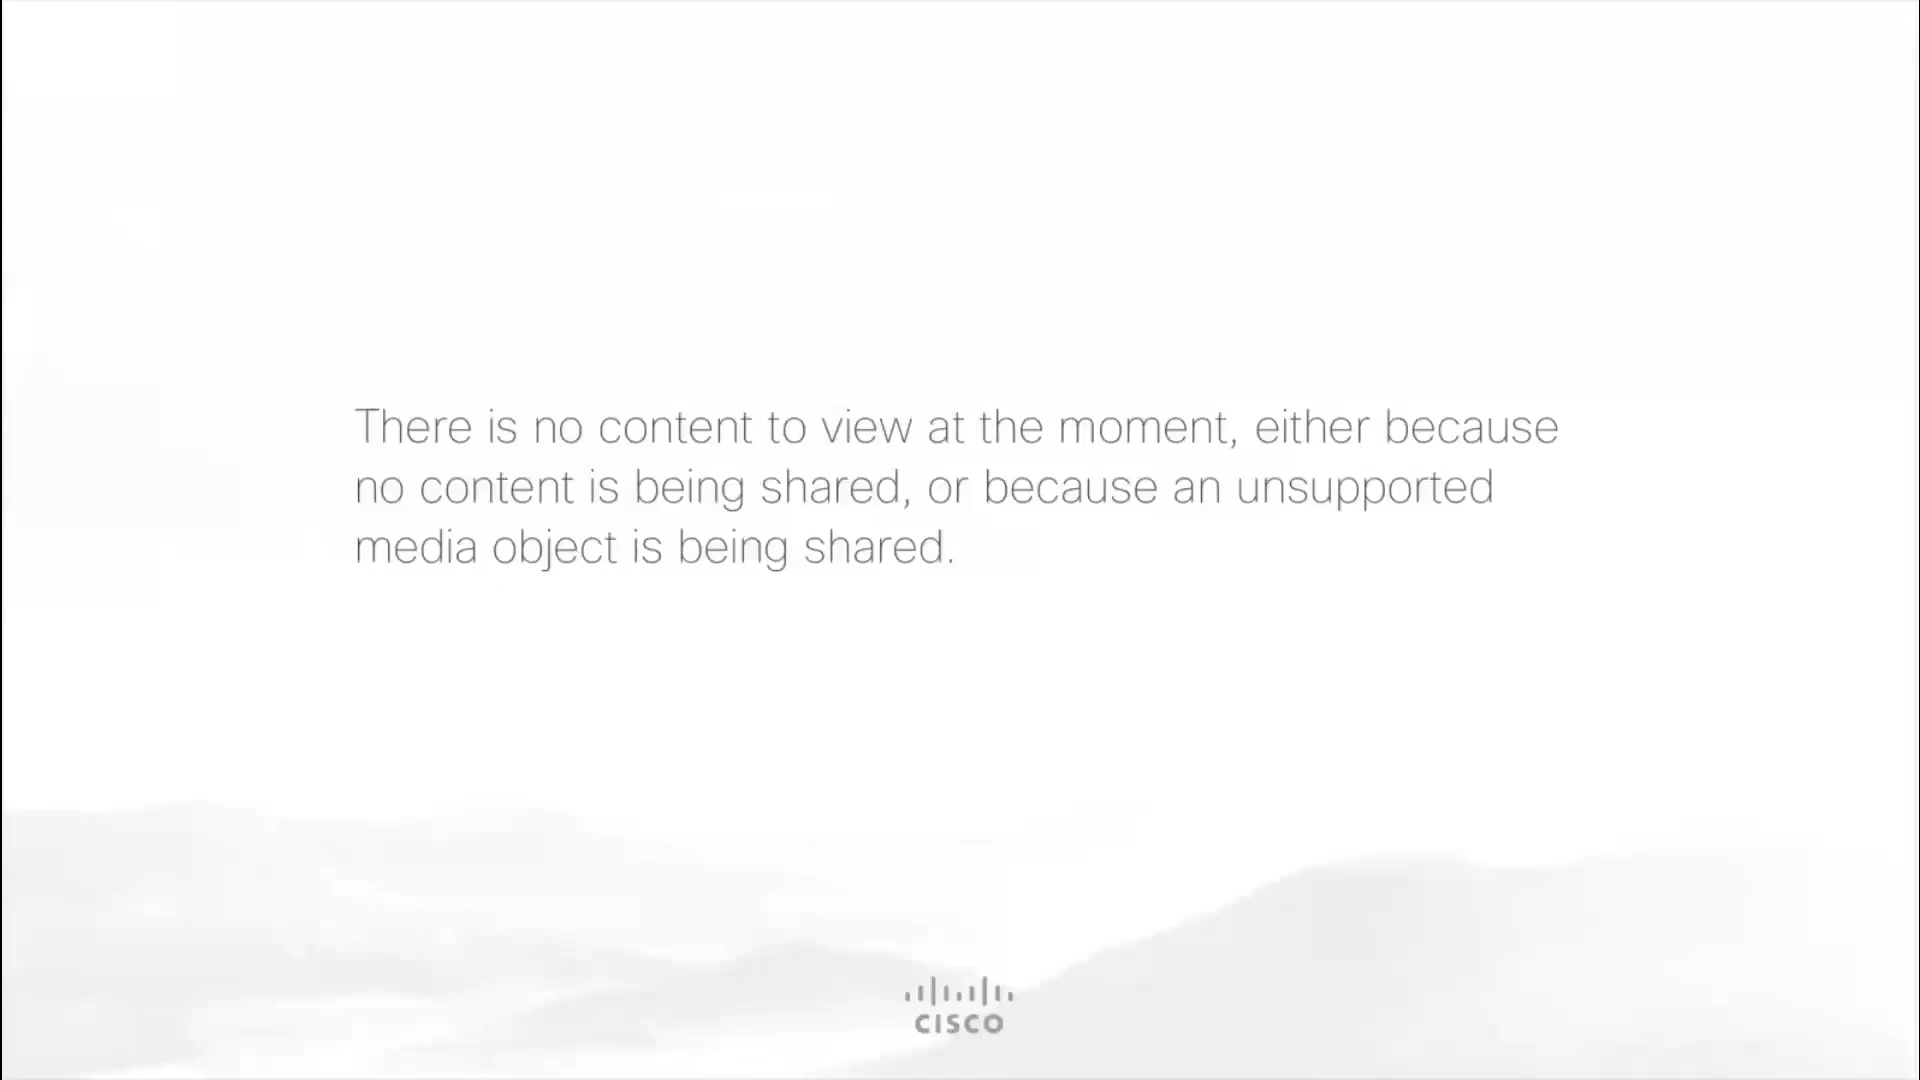 There is no content to view at the moment, either because
no content is being shared, or because an unsupported
media object is being shared.
CISCO